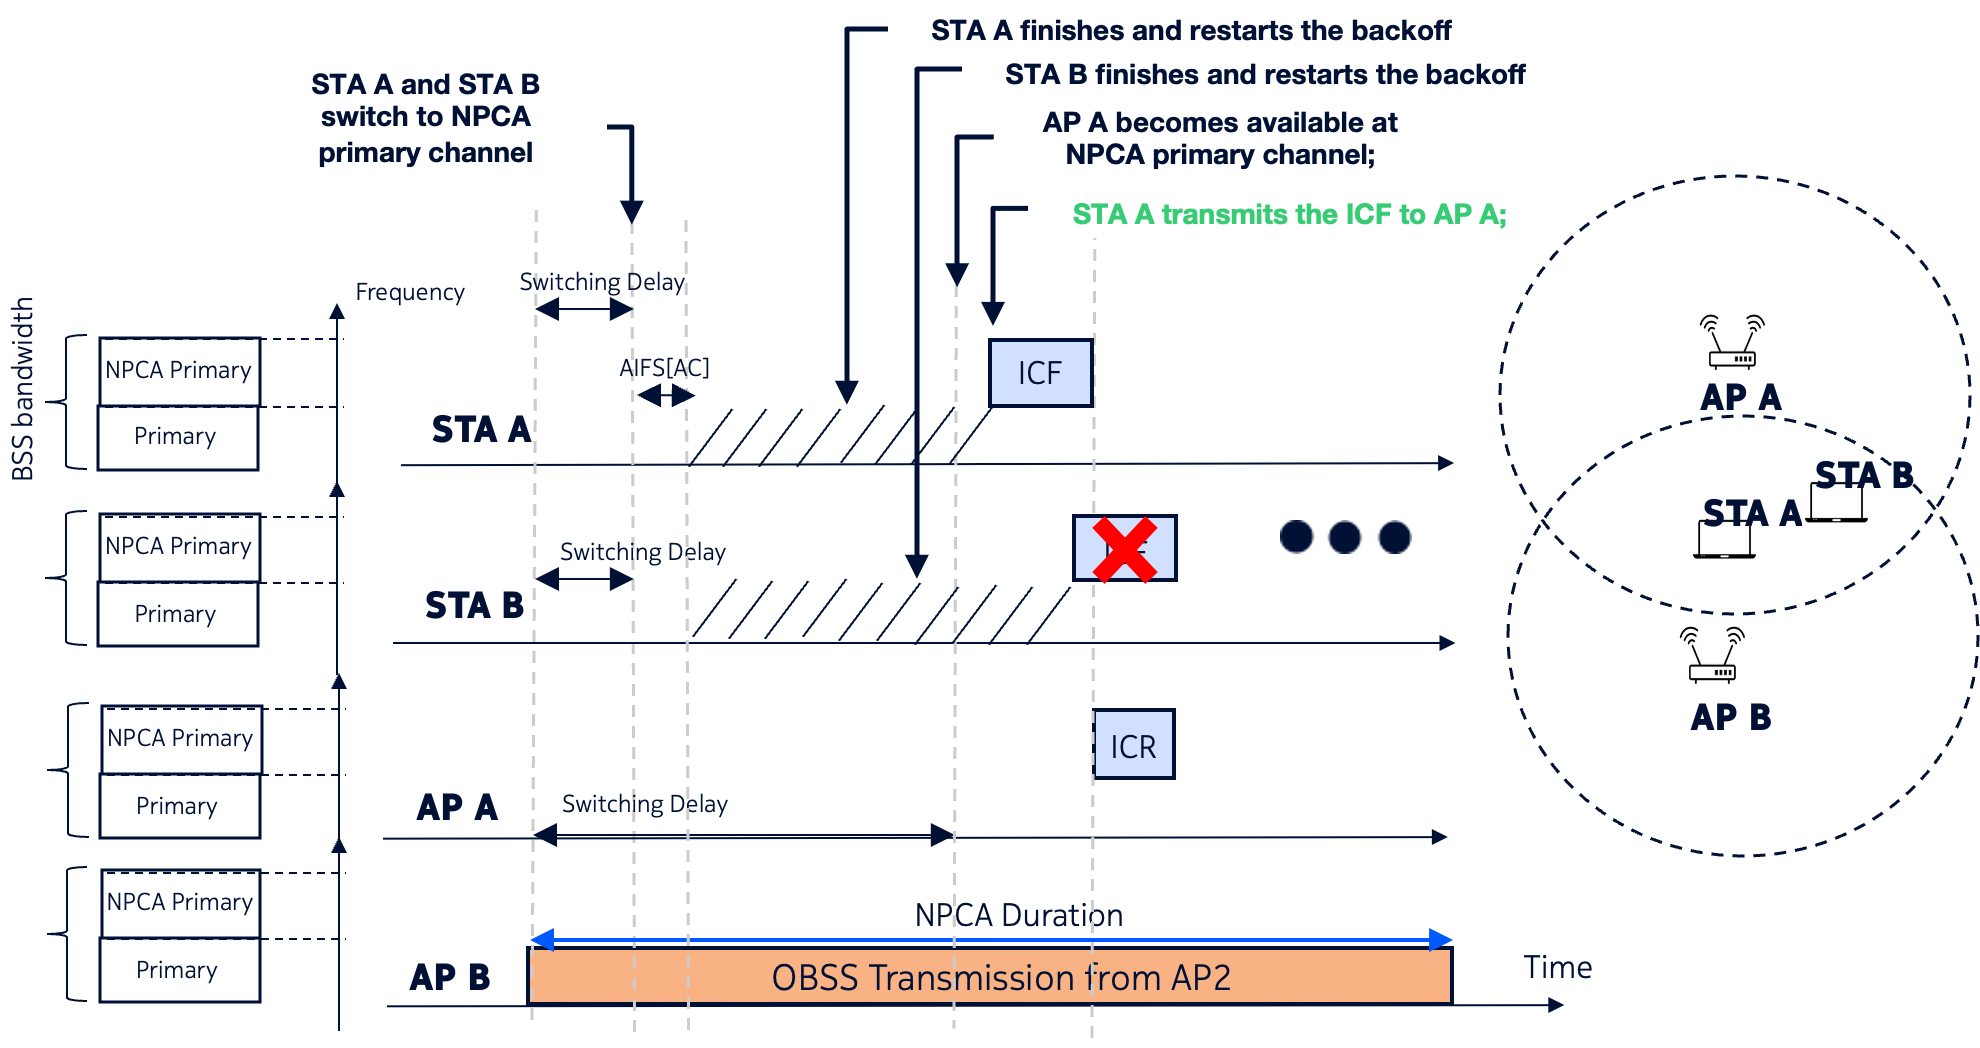 STA A finishes and restarts the backoff
STA B finishes and restarts the backoff
STA A and STA B
switch to NPCA
primary channel
AP A becomes available at
NPCA primary channel;
STA A transmits the ICF to AP A;
Switching Delay
Frequency
BSS bandwidth
NPCA Primary
Primary
AIFS[AC]
ICF
STA A
AP A
STA B
STA A
NPCA Primary
Primary
Switching Delay
STA B
AP B
NPCA Primary
Primary
ICR
Switching Delay
AP A
NPCA Primary
Primary
NPCA Duration
AP B
OBSS Transmission from AP2
Time